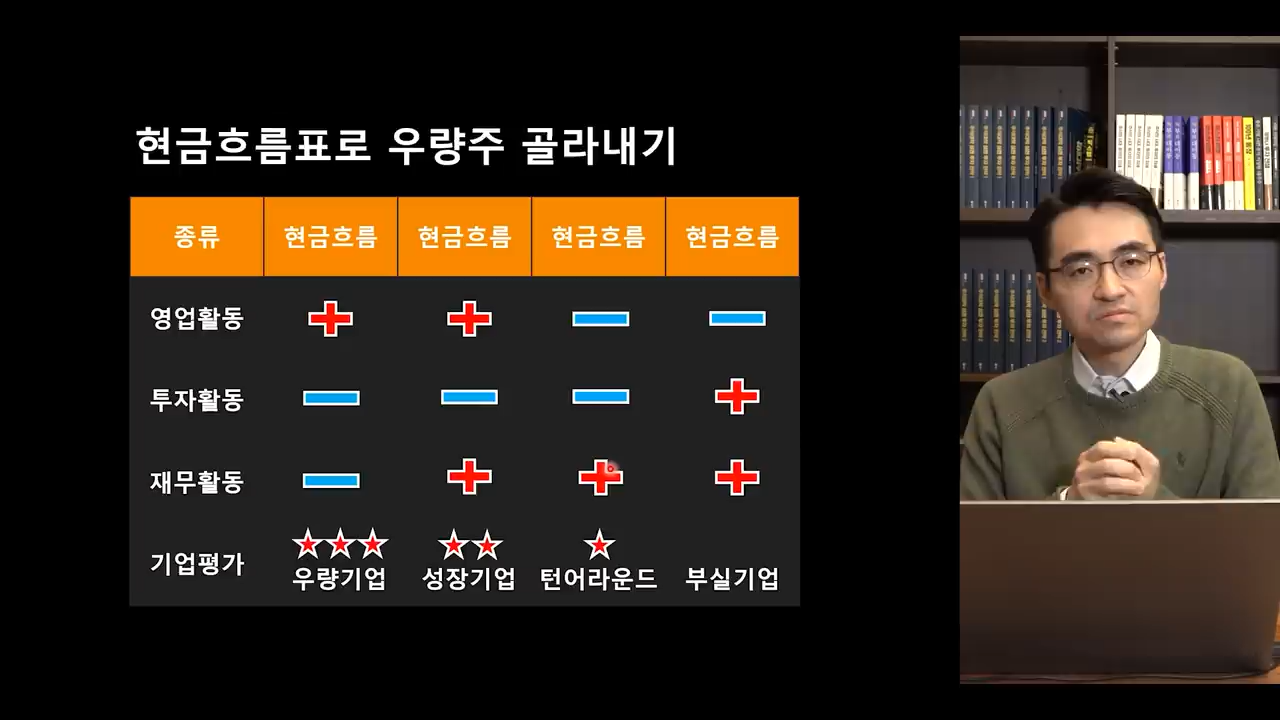 현금흐름표로 우량주 골라내기
종류 현금흐름 현금흐름 현금흐름 현금흐름
영업활동
투자활동
재무활동
기업평가 우량기업 성장기업 턴어라운드 부실기업